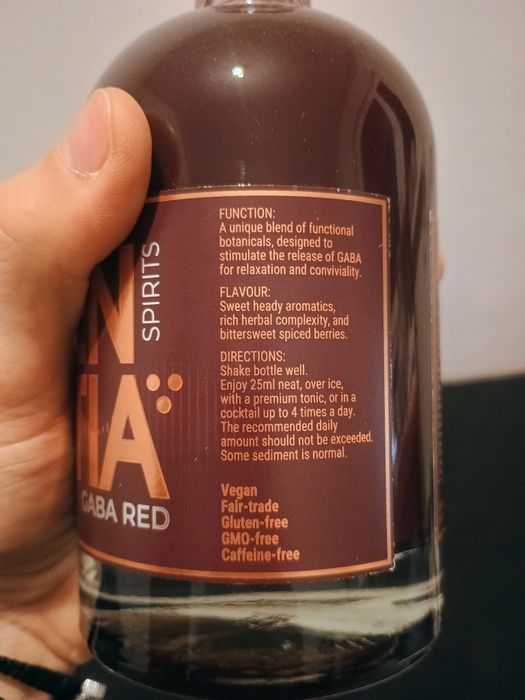 SPIRITS
TIA
GABA RED
FUNCTION:
A unique blend of functional
botanicals, designed to
stimulate the release of GABA
for relaxation and conviviality.
FLAVOUR:
Sweet heady aromatics,
rich herbal complexity, and
bittersweet spiced berries.
DIRECTIONS:
Shake bottle well.
Enjoy 25ml neat, over ice,
with a premium tonic, or in a
cocktail up to 4 times a day.
The recommended daily
amount should not be exceeded.
Some sediment is normal.
Vegan
Fair-trade
Gluten-free
GMO-free
Caffeine-free